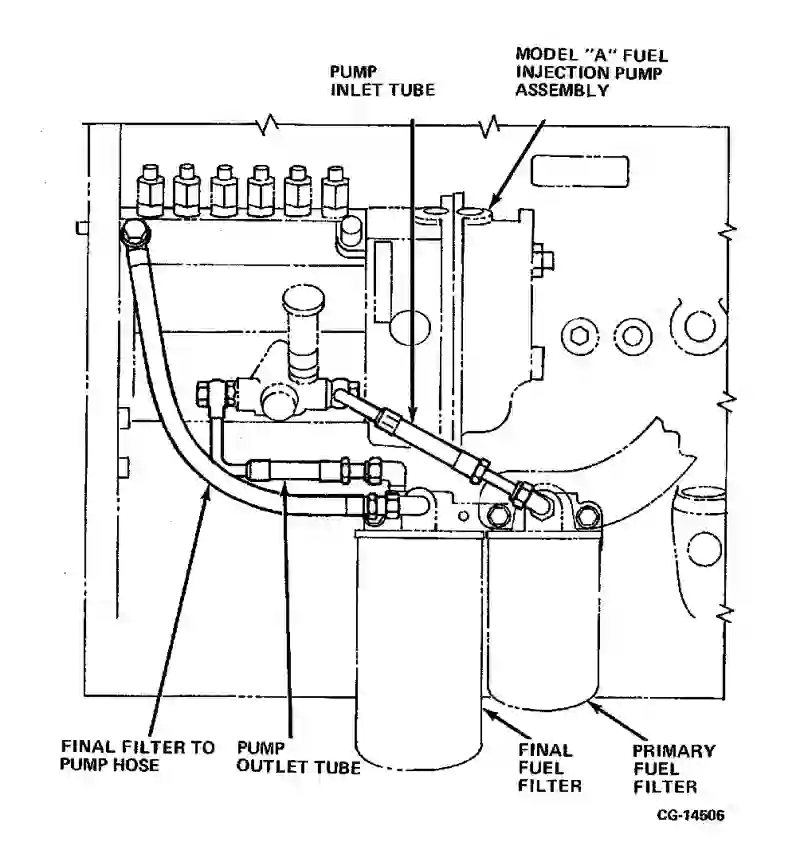 PUMP
INLET TUBE
MODEL "A" FUEL
INJECTION PUMP
ASSEMBLY
FINAL FILTER TO
PUMP HOSE
PUMP
OUTLET TUBE
FINAL
FUEL
FILTER
PRIMARY
FUEL
FILTER
CG-14506